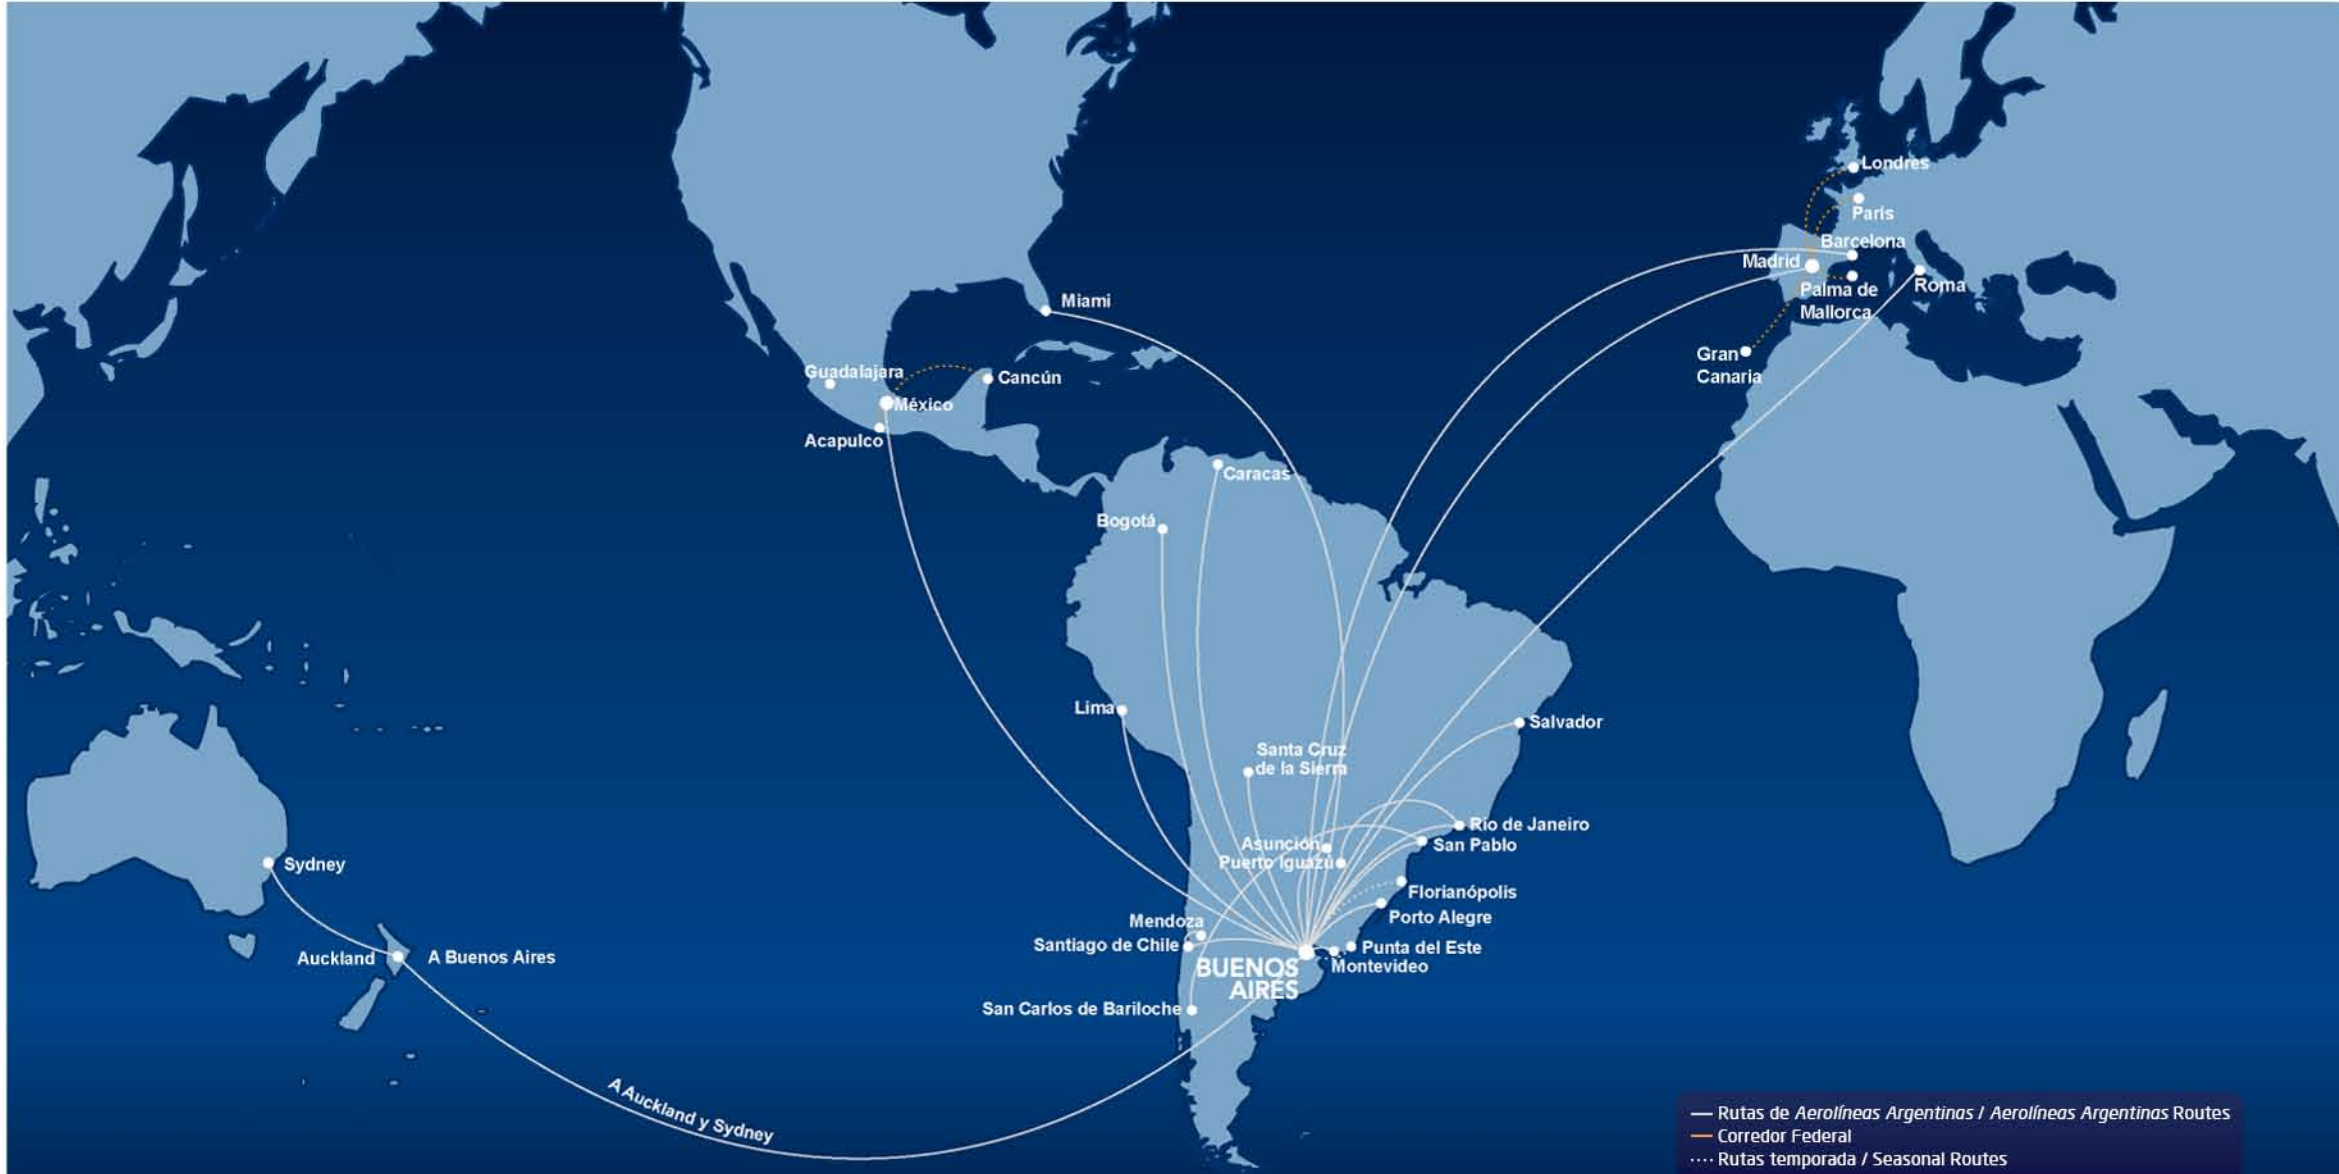 Londres
París
Barcelona
Madrid
Palma de
Mallorca
Roma
Gran
Canaria
Miami
Guadalajara
Cancún
México
Acapulco
Caracas
Bogotá
Lima
Salvador
Santa Cruz
de la Sierra
Río de Janeiro
Asunción
San Pablo
Puerto Iguazú
Sydney
Florianópolis
Mendoza
Porto Alegre
Santiago de Chile
Punta del Este
Auckland
A Buenos Aires
BUENOS
AIRES
Montevideo
San Carlos de Bariloche
A Auckland y Sydney
Rutas de Aerolíneas Argentinas / Aerolíneas Argentinas Routes
Corredor Federal
Rutas temporada / Seasonal Routes